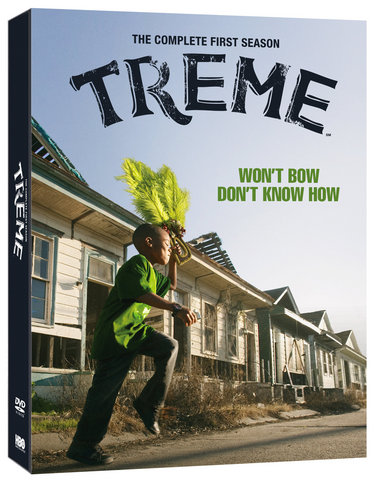 THE COMPLETE FIRST SEASON
TREME
WON'T BOW
DON'T KNOW HOW
TREME
DVD
HBO